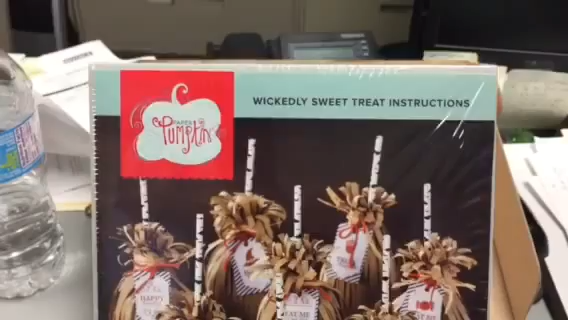 WICKEDLY SWEET TREAT INSTRUCTIONS
PAPER
Pumpkin
HAPPY
EAT ME